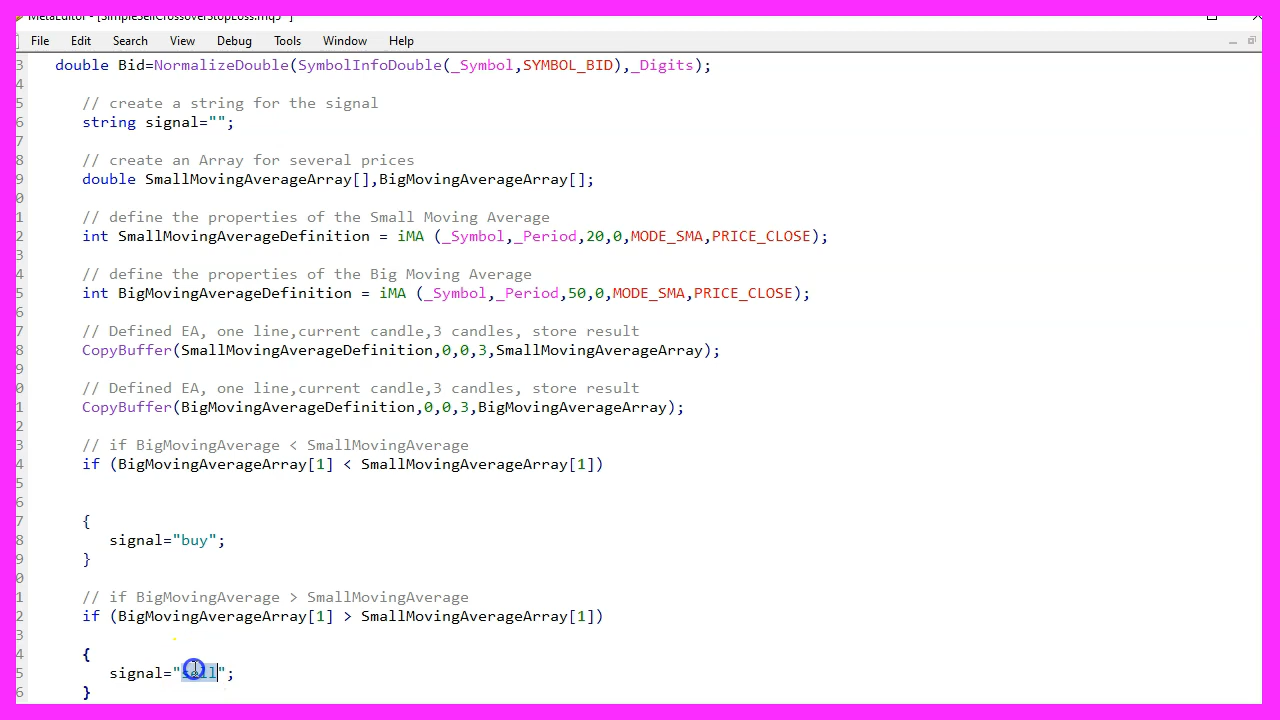 MetaEditor - [SimpleSellCrossoverStopLoss.mq5 *]
File Edit Search View Debug Tools Window Help
3 double Bid=NormalizeDouble(SymbolInfoDouble(_Symbol,SYMBOL_BID),_Digits);
4
5 // create a string for the signal
6 string signal="";
7
8 // create an Array for several prices
9 double SmallMovingAverageArray[],BigMovingAverageArray[];
0
1 // define the properties of the Small Moving Average
2 int SmallMovingAverageDefinition = iMA (_Symbol,_Period,20,0,MODE_SMA,PRICE_CLOSE);
3
4 // define the properties of the Big Moving Average
5 int BigMovingAverageDefinition = iMA (_Symbol,_Period,50,0,MODE_SMA,PRICE_CLOSE);
6
7 // Defined EA, one line,current candle,3 candles, store result
8 CopyBuffer(SmallMovingAverageDefinition,0,0,3,SmallMovingAverageArray);
9
0 // Defined EA, one line,current candle,3 candles, store result
1 CopyBuffer(BigMovingAverageDefinition,0,0,3,BigMovingAverageArray);
2
3 // if BigMovingAverage < SmallMovingAverage
4 if (BigMovingAverageArray[1] < SmallMovingAverageArray[1])
5
6
7 {
8 signal="buy";
9 }
0
1 // if BigMovingAverage > SmallMovingAverage
2 if (BigMovingAverageArray[1] > SmallMovingAverageArray[1])
3
4 {
5 signal="sell";
6 }